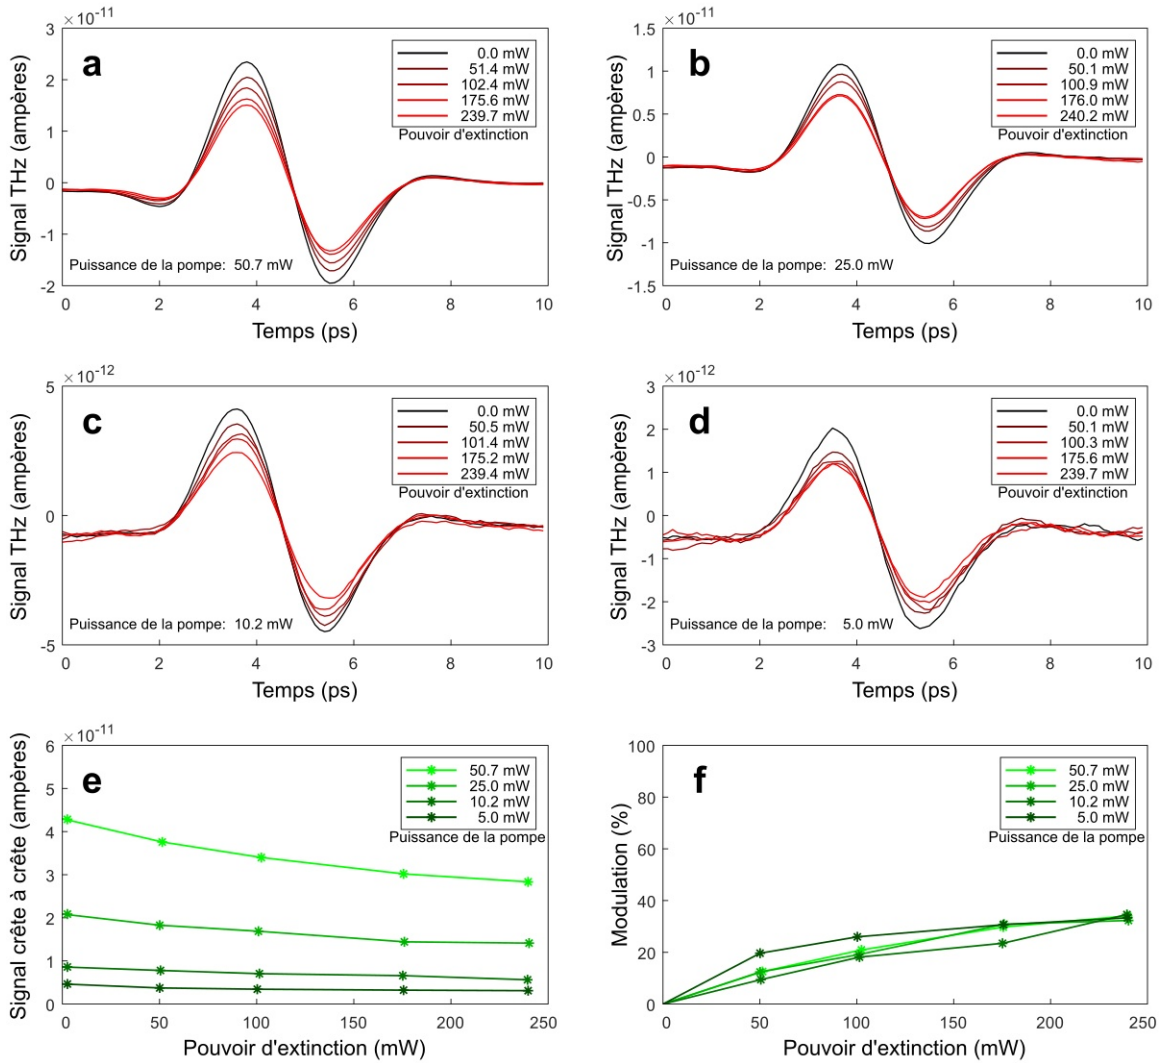 ×10⁻¹¹
3
2
1
0
-1
-2
Signal THz (ampères)
a
0.0 mW
51.4 mW
102.4 mW
175.6 mW
239.7 mW
Pouvoir d'extinction
Puissance de la pompe: 50.7 mW
0 2 4 6 8 10
Temps (ps)
×10⁻¹¹
1.5
1
0.5
0
-0.5
-1
-1.5
Signal THz (ampères)
b
0.0 mW
50.1 mW
100.9 mW
176.0 mW
240.2 mW
Pouvoir d'extinction
Puissance de la pompe: 25.0 mW
0 2 4 6 8 10
Temps (ps)
×10⁻¹²
5
0
-5
Signal THz (ampères)
c
0.0 mW
50.5 mW
101.4 mW
175.2 mW
239.4 mW
Pouvoir d'extinction
Puissance de la pompe: 10.2 mW
0 2 4 6 8 10
Temps (ps)
×10⁻¹²
3
2
1
0
-1
-2
-3
Signal THz (ampères)
d
0.0 mW
50.1 mW
100.3 mW
175.6 mW
239.7 mW
Pouvoir d'extinction
Puissance de la pompe: 5.0 mW
0 2 4 6 8 10
Temps (ps)
×10⁻¹¹
6
5
4
3
2
1
0
Signal crête à crête (ampères)
e
50.7 mW
25.0 mW
10.2 mW
5.0 mW
Puissance de la pompe
0 50 100 150 200 250
Pouvoir d'extinction (mW)
100
80
60
40
20
0
Modulation (%)
f
50.7 mW
25.0 mW
10.2 mW
5.0 mW
Puissance de la pompe
0 50 100 150 200 250
Pouvoir d'extinction (mW)